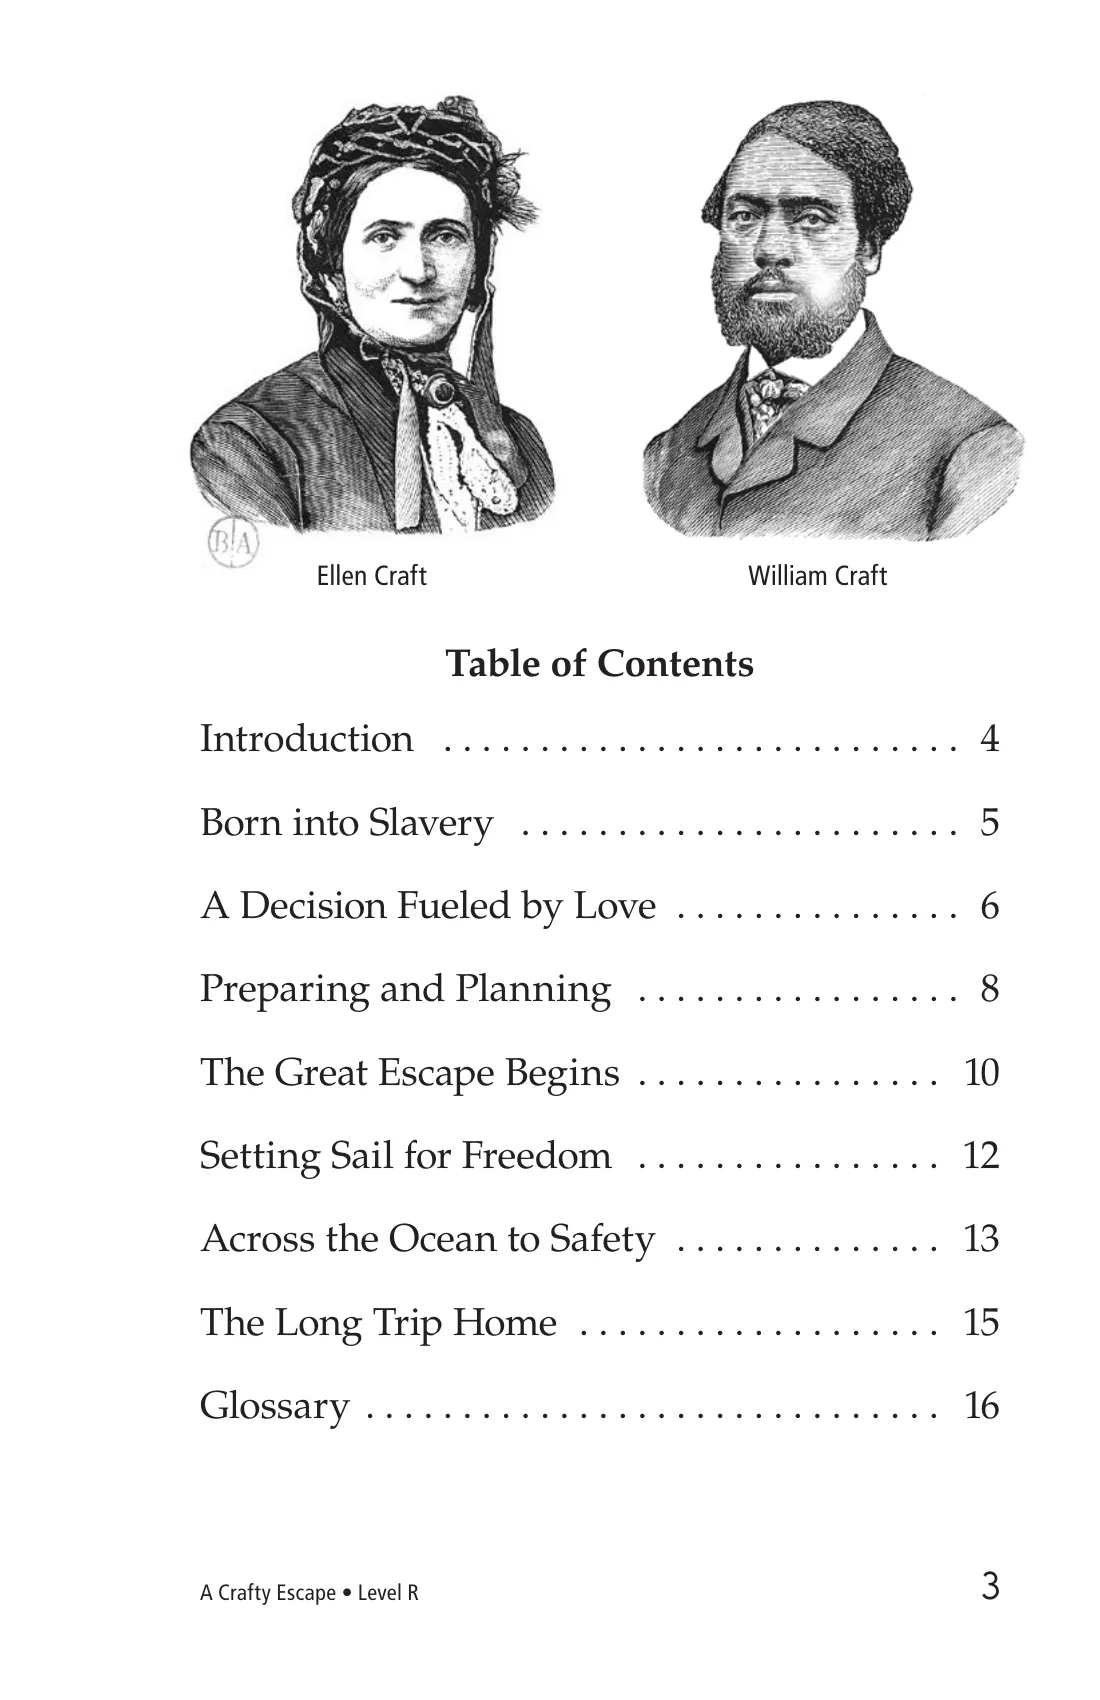 B A
Ellen Craft
William Craft
Table of Contents
Introduction . . . . . . . . . . . . . . . . . . . . . . . . . . . 4
Born into Slavery . . . . . . . . . . . . . . . . . . . . . . . 5
A Decision Fueled by Love . . . . . . . . . . . . . . . 6
Preparing and Planning . . . . . . . . . . . . . . . . . 8
The Great Escape Begins . . . . . . . . . . . . . . . . 10
Setting Sail for Freedom . . . . . . . . . . . . . . . . 12
Across the Ocean to Safety . . . . . . . . . . . . . . 13
The Long Trip Home . . . . . . . . . . . . . . . . . . . 15
Glossary . . . . . . . . . . . . . . . . . . . . . . . . . . . . . . 16
A Crafty Escape • Level R
3